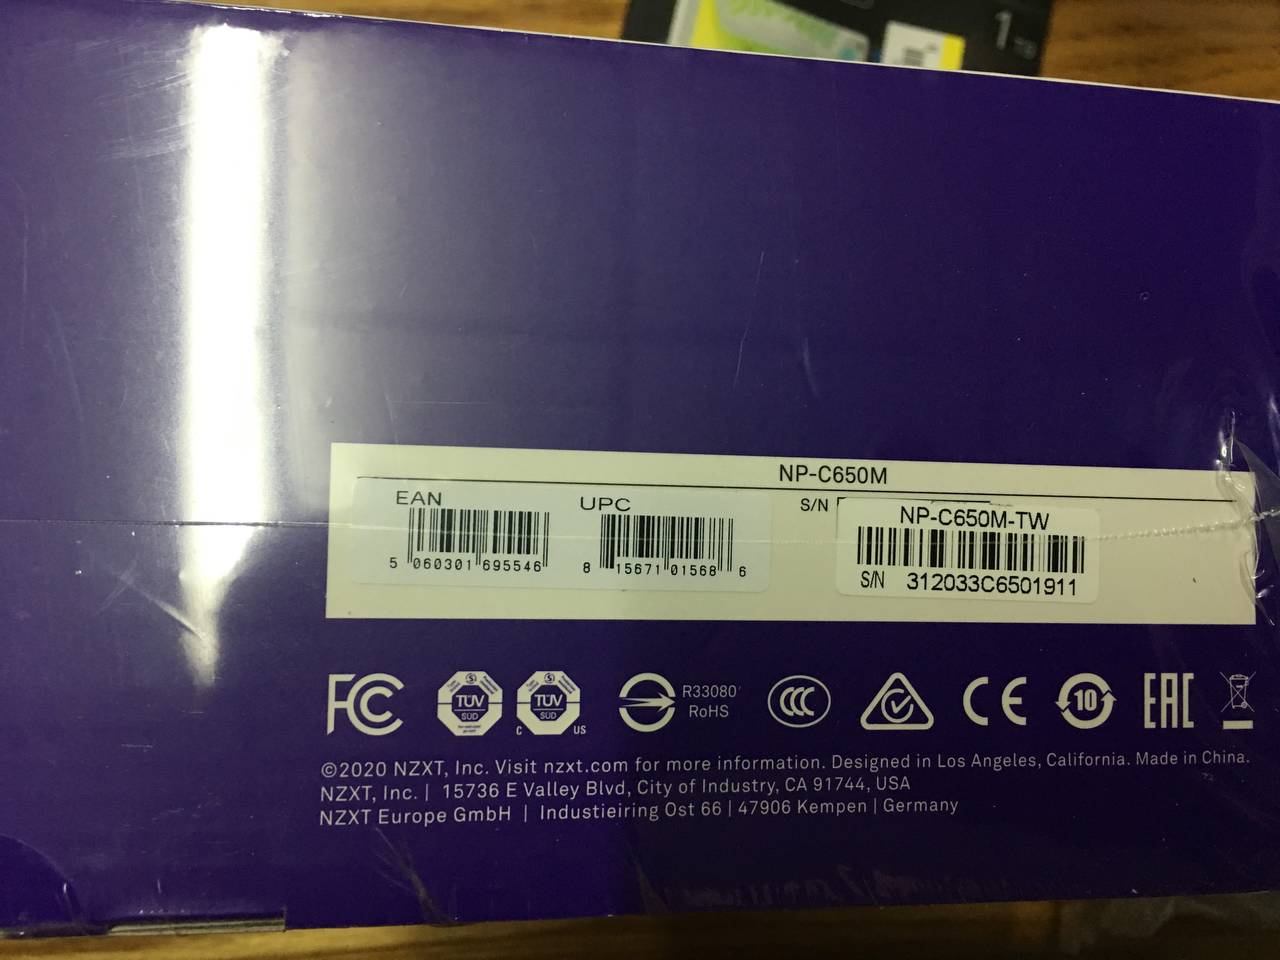 1 TB
NP-C650M
EAN
5 060301 695546
UPC
8 15671 01568 6
S/N
NP-C650M-TW
S/N 312033C6501911
FC
TÜV
SÜD
TÜV
SÜD
C US
R33080
RoHS
CCC
CE
10
EAC
©2020 NZXT, Inc. Visit nzxt.com for more information. Designed in Los Angeles, California. Made in China.
NZXT, Inc. | 15736 E Valley Blvd, City of Industry, CA 91744, USA
NZXT Europe GmbH | Industieiring Ost 66 | 47906 Kempen | Germany